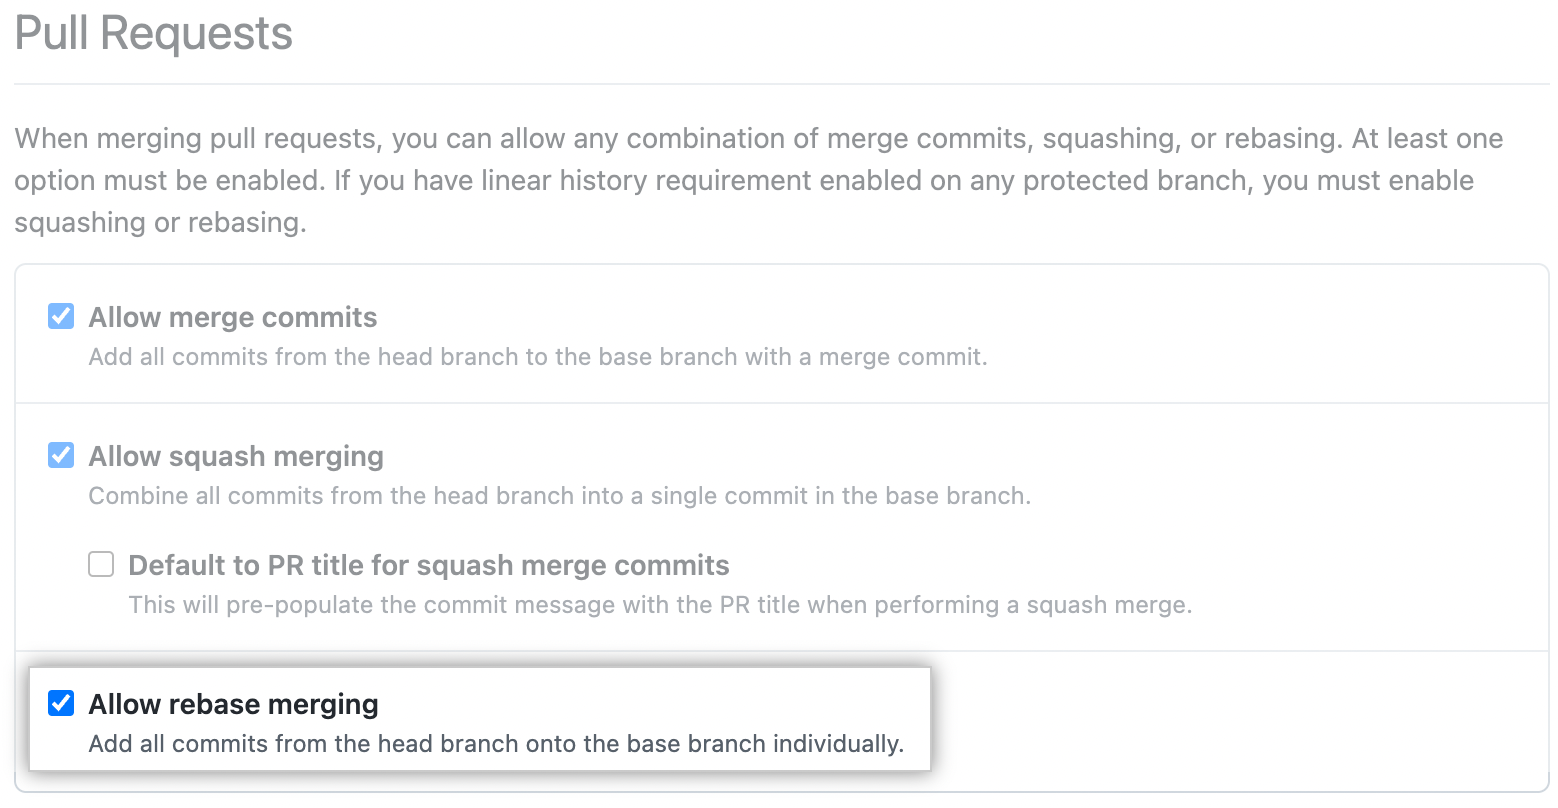 Pull Requests
When merging pull requests, you can allow any combination of merge commits, squashing, or rebasing. At least one
option must be enabled. If you have linear history requirement enabled on any protected branch, you must enable
squashing or rebasing.
Allow merge commits
Add all commits from the head branch to the base branch with a merge commit.
Allow squash merging
Combine all commits from the head branch into a single commit in the base branch.
Default to PR title for squash merge commits
This will pre-populate the commit message with the PR title when performing a squash merge.
Allow rebase merging
Add all commits from the head branch onto the base branch individually.